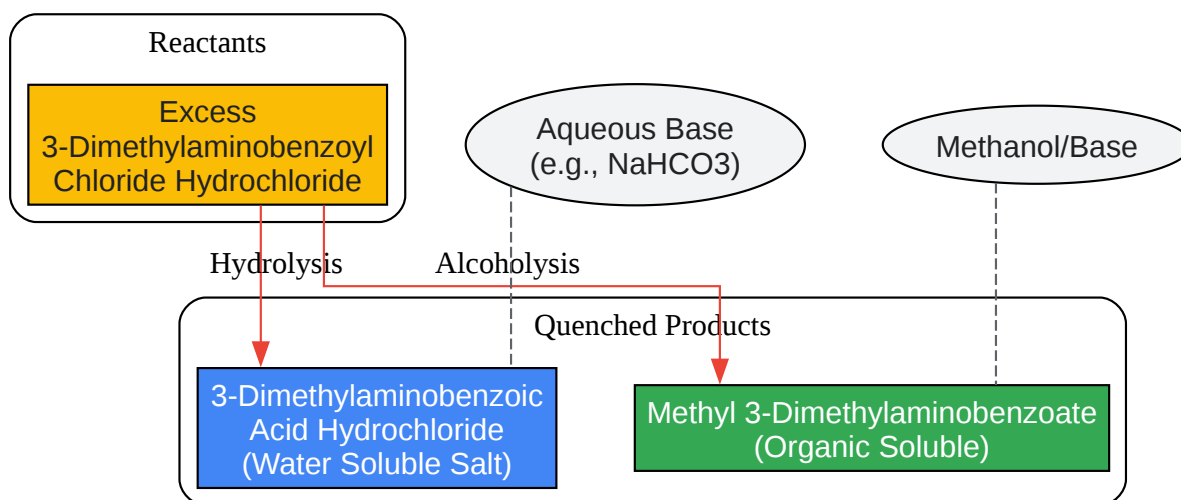 Reactants
Excess
3-Dimethylaminobenzoyl
Chloride Hydrochloride
Aqueous Base
(e.g., NaHCO3)
Methanol/Base
Hydrolysis
Alcoholysis
Quenched Products
3-Dimethylaminobenzoic
Acid Hydrochloride
(Water Soluble Salt)
Methyl 3-Dimethylaminobenzoate
(Organic Soluble)